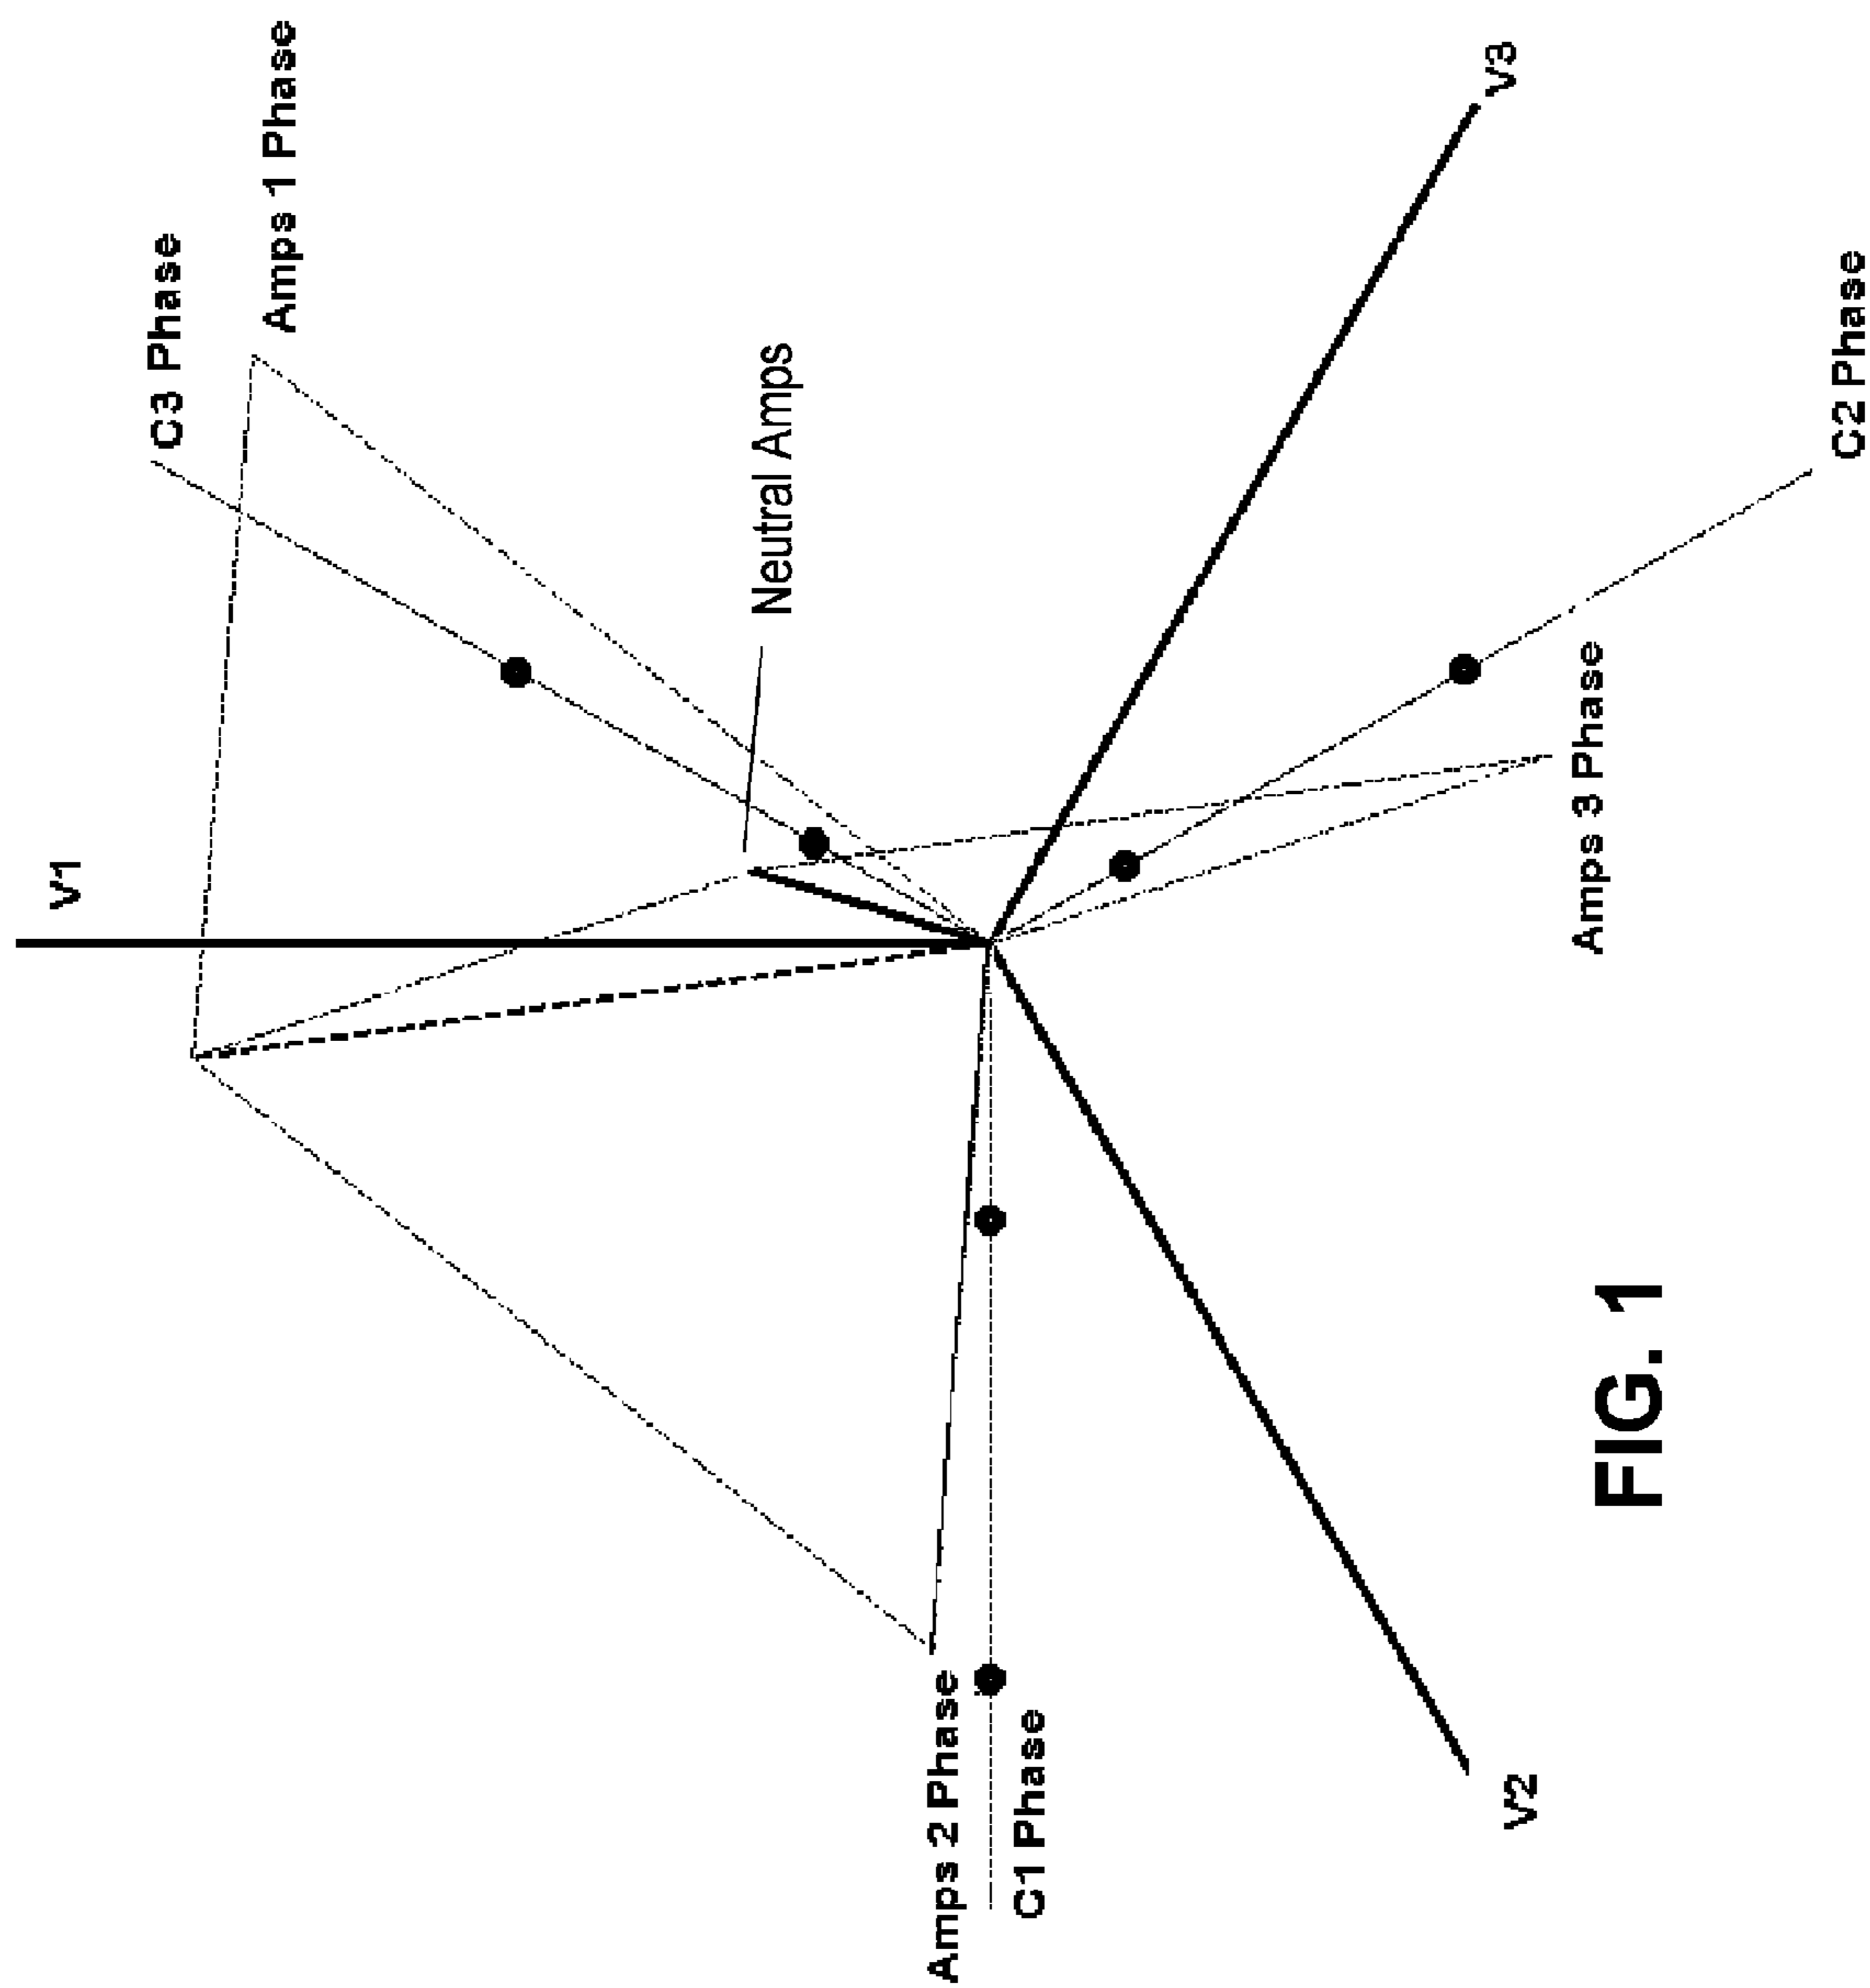 V1
C3 Phase
Amps 1 Phase
Neutral Amps
V3
Amps 2 Phase
C1 Phase
Amps 3 Phase
C2 Phase
V2
FIG. 1